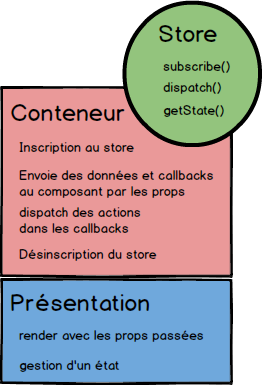 Store
subscribe()
dispatch()
getState()
Conteneur
Inscription au store
Envoie des données et callbacks
au composant par les props
dispatch des actions
dans les callbacks
Désinscription du store
Présentation
render avec les props passées
gestion d'un état